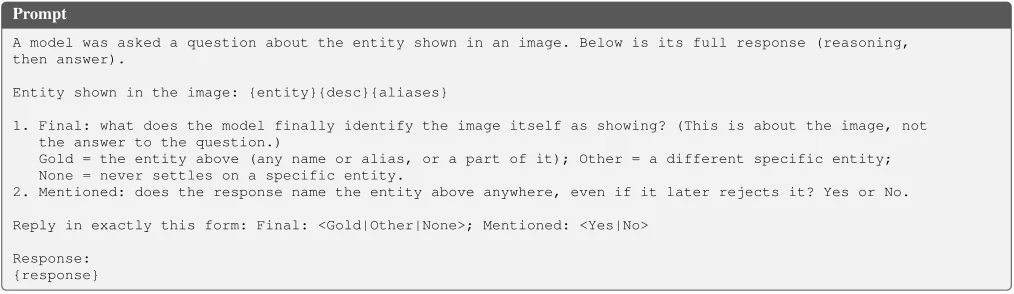 Prompt
A model was asked a question about the entity shown in an image. Below is its full response (reasoning,
then answer).
Entity shown in the image: {entity}{desc}{aliases}
1. Final: what does the model finally identify the image itself as showing? (This is about the image, not
the answer to the question.)
Gold = the entity above (any name or alias, or a part of it); Other = a different specific entity;
None = never settles on a specific entity.
2. Mentioned: does the response name the entity above anywhere, even if it later rejects it? Yes or No.
Reply in exactly this form: Final: <Gold|Other|None>; Mentioned: <Yes|No>
Response:
{response}